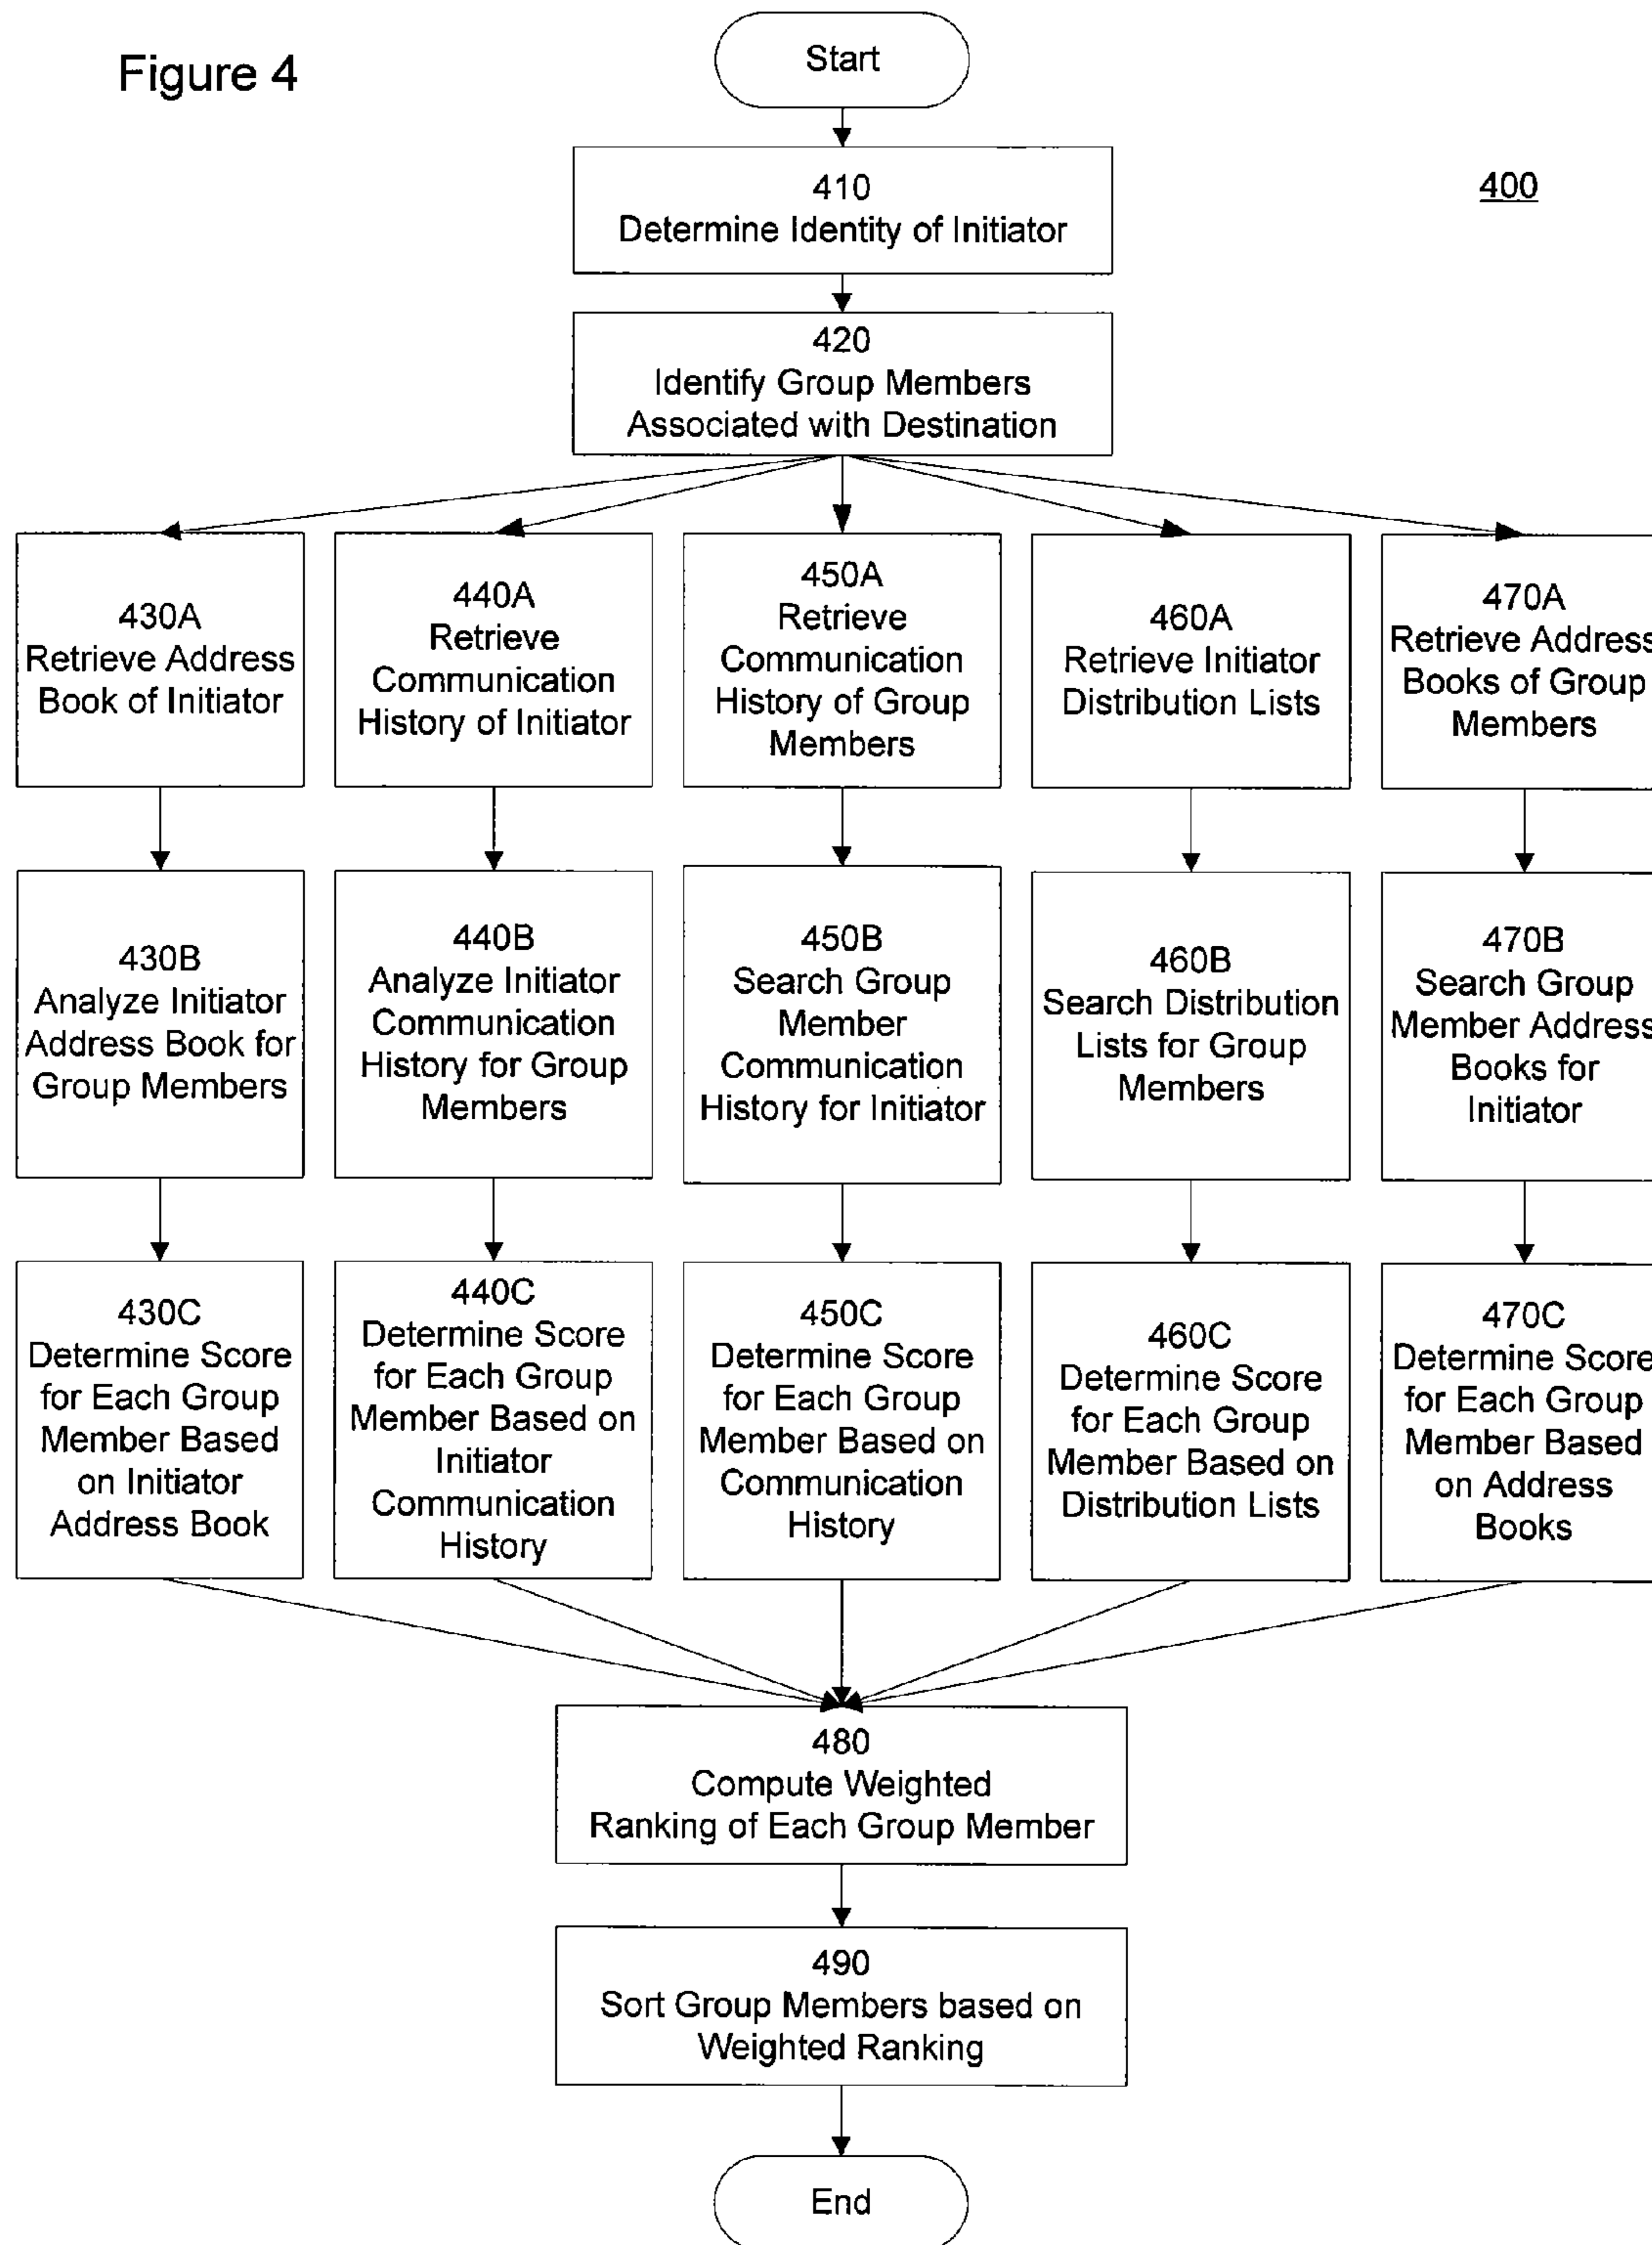 Figure 4
Start
400
410
Determine Identity of Initiator
420
Identify Group Members
Associated with Destination
430A
Retrieve Address
Book of Initiator
440A
Retrieve
Communication
History of Initiator
450A
Retrieve
Communication
History of Group
Members
460A
Retrieve Initiator
Distribution Lists
470A
Retrieve Address
Books of Group
Members
430B
Analyze Initiator
Address Book for
Group Members
440B
Analyze Initiator
Communication
History for Group
Members
450B
Search Group
Member
Communication
History for Initiator
460B
Search Distribution
Lists for Group
Members
470B
Search Group
Member Address
Books for
Initiator
430C
Determine Score
for Each Group
Member Based
on Initiator
Address Book
440C
Determine Score
for Each Group
Member Based on
Initiator
Communication
History
450C
Determine Score
for Each Group
Member Based on
Communication
History
460C
Determine Score
for Each Group
Member Based on
Distribution Lists
470C
Determine Score
for Each Group
Member Based
on Address
Books
480
Compute Weighted
Ranking of Each Group Member
490
Sort Group Members based on
Weighted Ranking
End